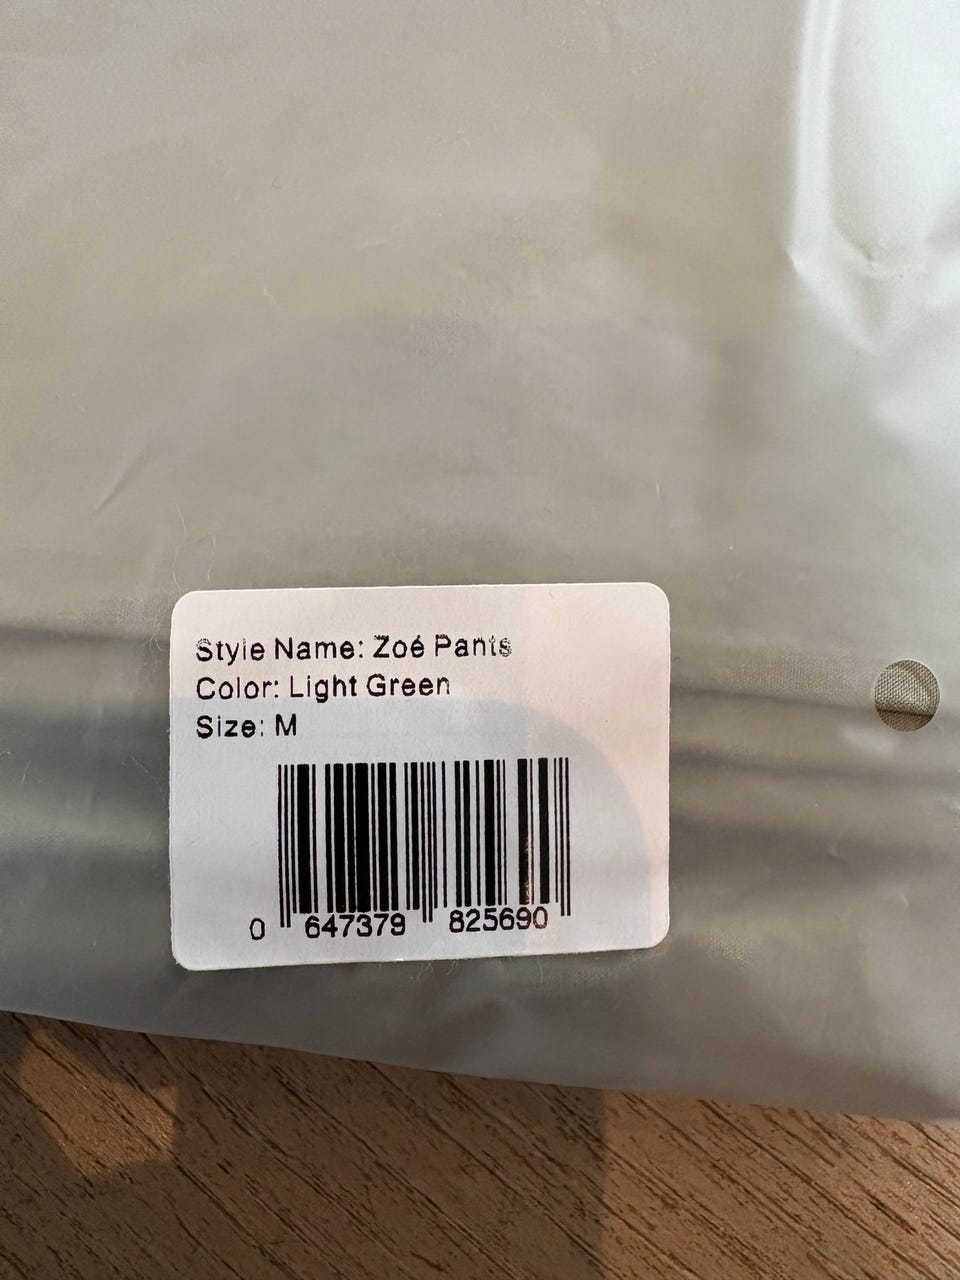 Style Name: Zoé Pants
Color: Light Green
Size: M
0 647379 825690